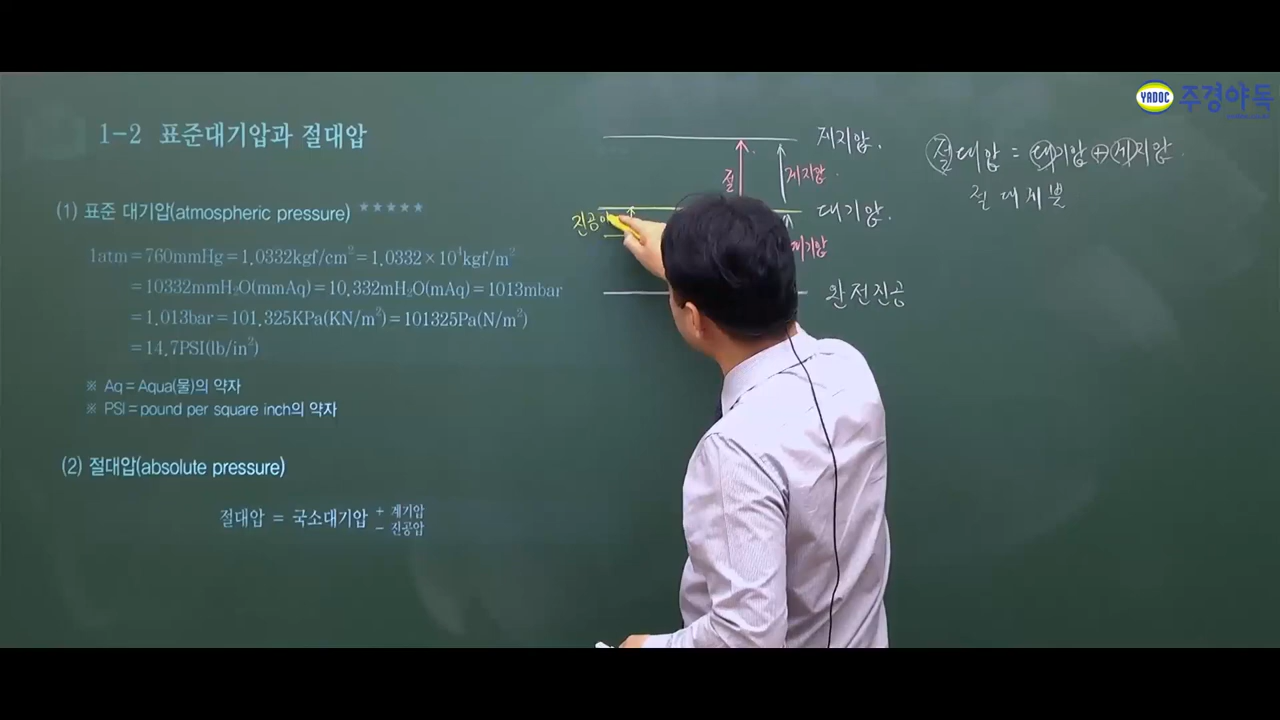 YADOC 주경야독
1-2 표준대기압과 절대압
(1) 표준 대기압(atmospheric pressure) ★★★★★
1atm = 760mmHg = 1.0332kgf/cm² = 1.0332 × 10⁴kgf/m²
= 10332mmH₂O(mmAq) = 10.332mH₂O(mAq) = 1013mbar
= 1.013bar = 101.325KPa(KN/m²) = 101325Pa(N/m²)
= 14.7PSI(lb/in²)
※ Aq = Aqua(물)의 약자
※ PSI = pound per square inch의 약자
(2) 절대압(absolute pressure)
절대압 = 국소대기압 + 계기압
− 진공압
게지압.
절
게지압.
대기압.
진공
대기압
완전진공
절대압 = 대기압 + 게지압
절 대 게 뿔